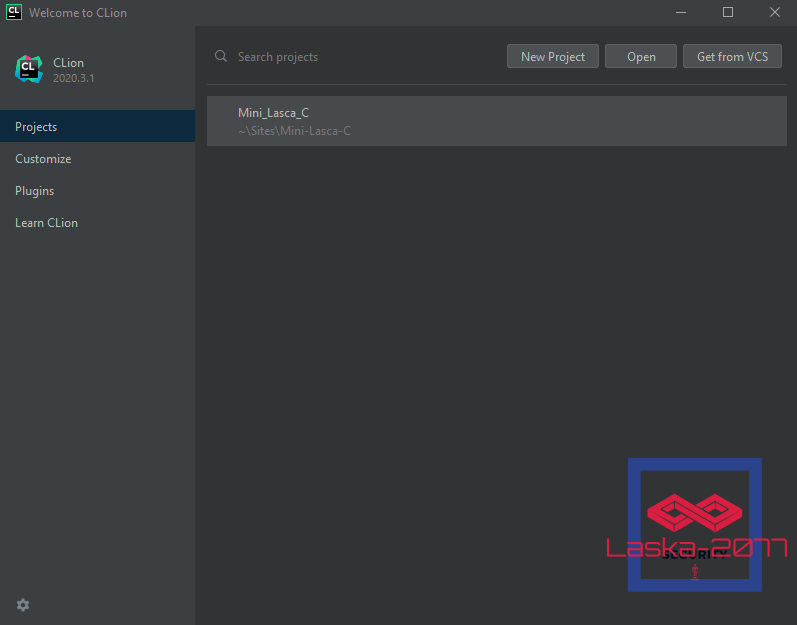 CL Welcome to CLion
CL CLion
2020.3.1
Search projects
New Project
Open
Get from VCS
Projects
Customize
Plugins
Learn CLion
Mini_Lasca_C
~\Sites\Mini-Lasca-C
Laska-2077
SECURITY